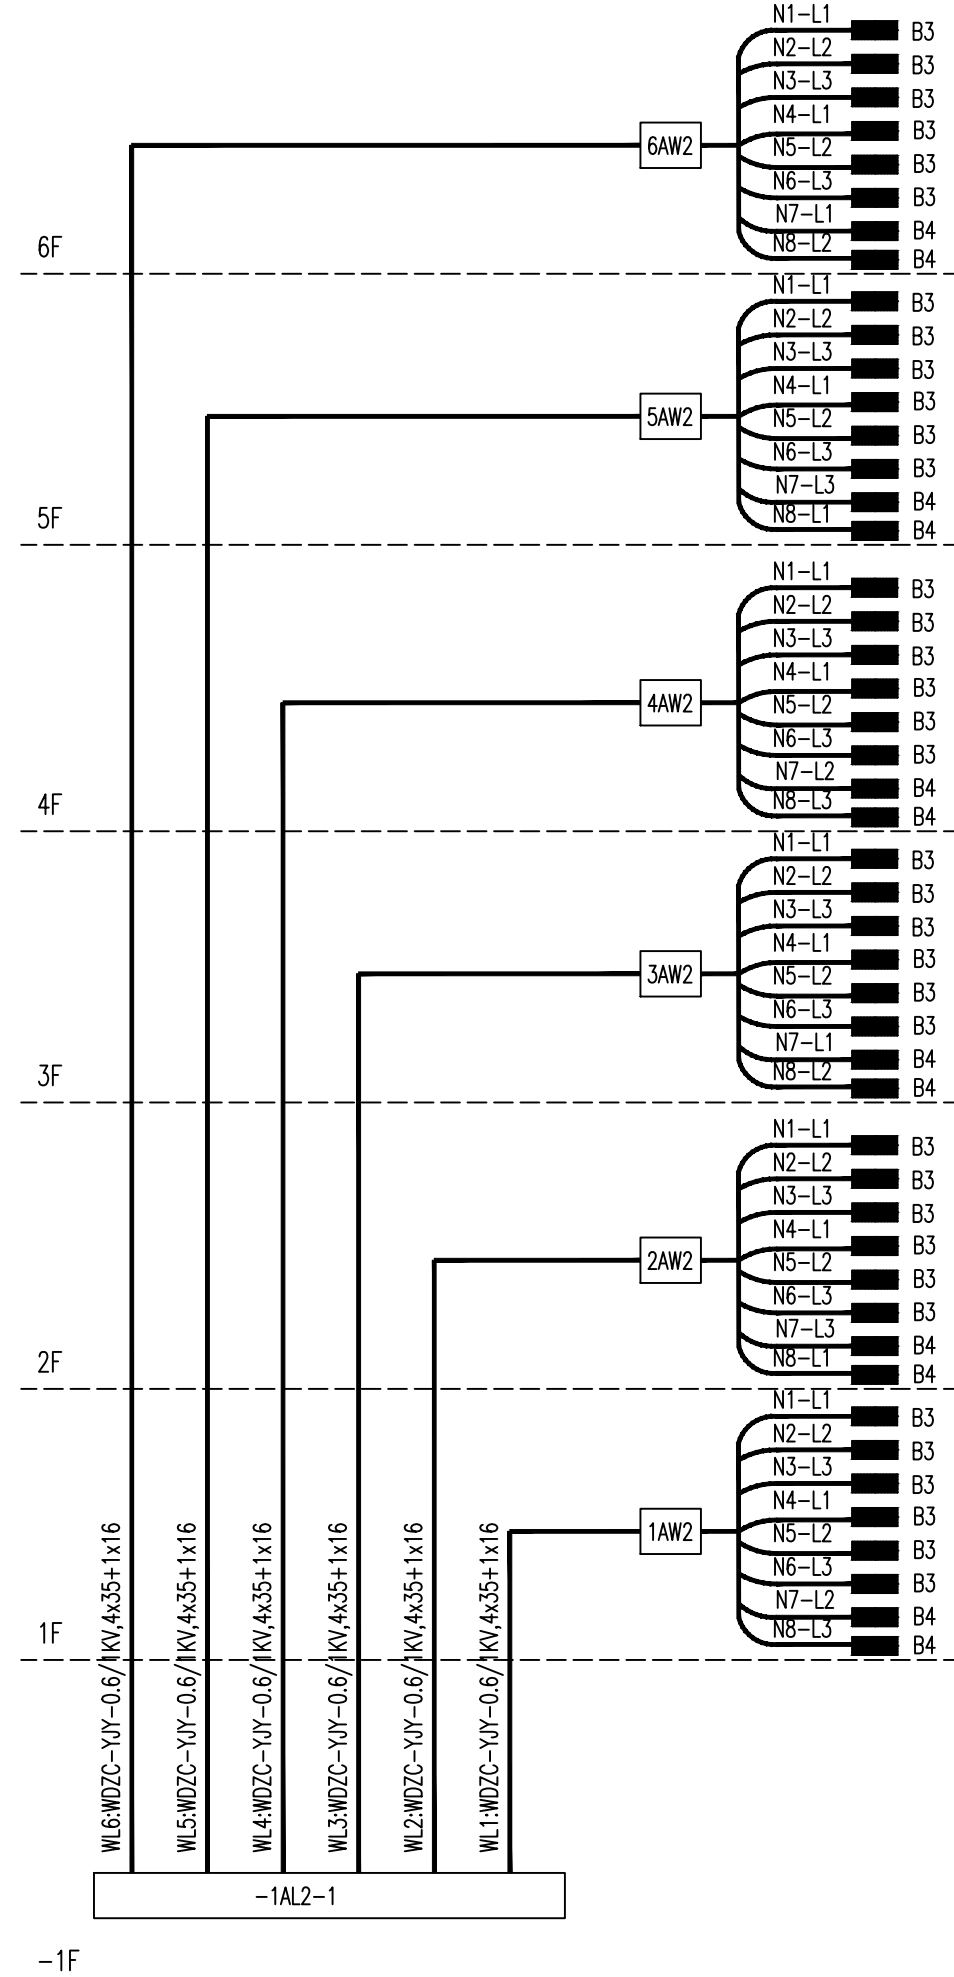 N1-L1
B3
N2-L2
B3
N3-L3
B3
N4-L1
B3
6AW2
N5-L2
B3
N6-L3
B3
N7-L1
B4
6F
N8-L2
B4
N1-L1
B3
N2-L2
B3
N3-L3
B3
N4-L1
B3
5AW2
N5-L2
B3
N6-L3
B3
N7-L3
B4
5F
N8-L1
B4
N1-L1
B3
N2-L2
B3
N3-L3
B3
N4-L1
B3
4AW2
N5-L2
B3
N6-L3
B3
N7-L2
B4
4F
N8-L3
B4
N1-L1
B3
N2-L2
B3
N3-L3
B3
N4-L1
B3
3AW2
N5-L2
B3
N6-L3
B3
N7-L1
B4
3F
N8-L2
B4
N1-L1
B3
N2-L2
B3
N3-L3
B3
N4-L1
B3
2AW2
N5-L2
B3
N6-L3
B3
N7-L3
B4
2F
N8-L1
B4
N1-L1
B3
N2-L2
B3
N3-L3
B3
N4-L1
B3
1AW2
N5-L2
B3
N6-L3
B3
N7-L2
B4
1F
N8-L3
B4
WL6:WDZC-YJY-0.6/1KV,4x35+1x16
WL5:WDZC-YJY-0.6/1KV,4x35+1x16
WL4:WDZC-YJY-0.6/1KV,4x35+1x16
WL3:WDZC-YJY-0.6/1KV,4x35+1x16
WL2:WDZC-YJY-0.6/1KV,4x35+1x16
WL1:WDZC-YJY-0.6/1KV,4x35+1x16
-1AL2-1
-1F